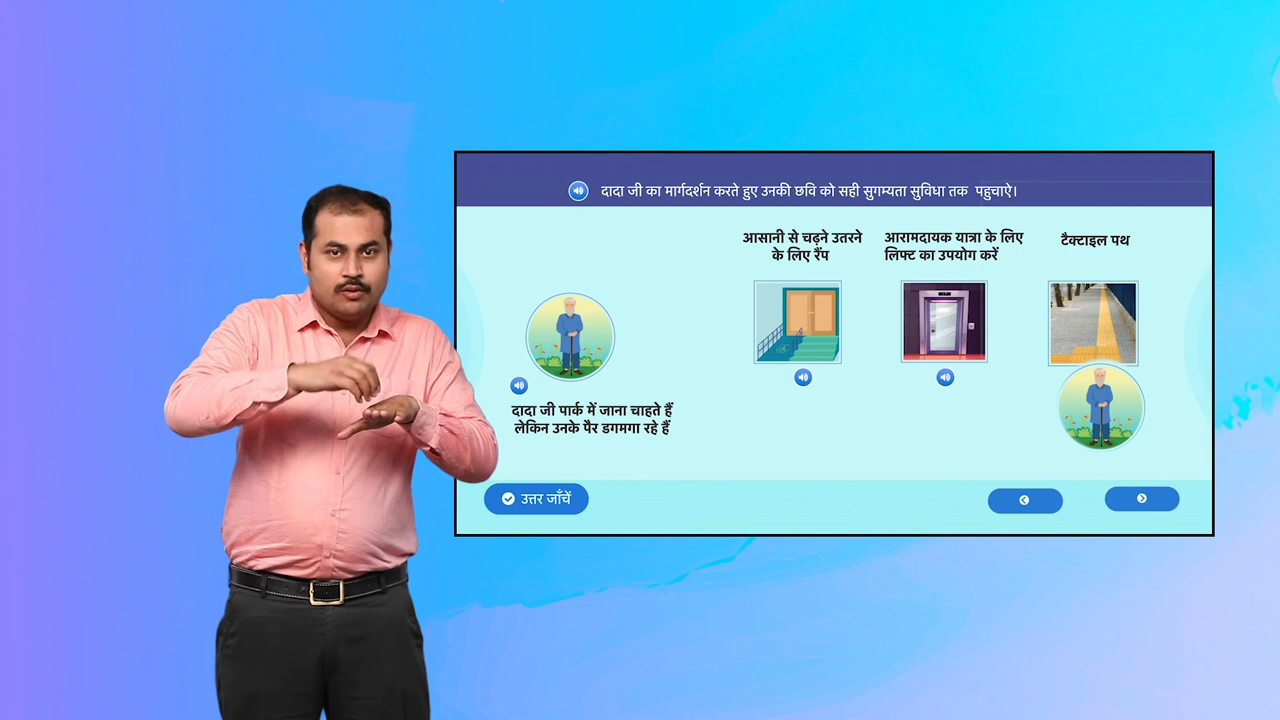 दादा जी का मार्गदर्शन करते हुए उनकी छवि को सही सुगम्यता सुविधा तक पहुचाऐ।
आसानी से चढ़ने उतरने
के लिए रैंप
आरामदायक यात्रा के लिए
लिफ्ट का उपयोग करें
टैक्टाइल पथ
दादा जी पार्क में जाना चाहते हैं
लेकिन उनके पैर डगमगा रहे हैं
उत्तर जाँचें